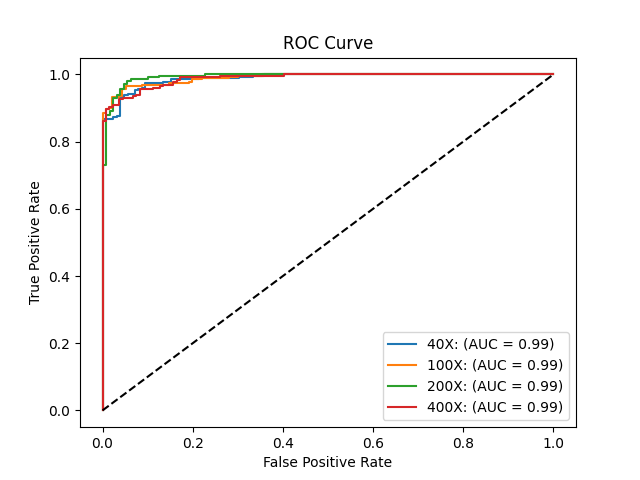 ROC Curve
True Positive Rate
1.0
0.8
0.6
0.4
0.2
0.0
0.0 0.2 0.4 0.6 0.8 1.0
False Positive Rate
40X: (AUC = 0.99)
100X: (AUC = 0.99)
200X: (AUC = 0.99)
400X: (AUC = 0.99)